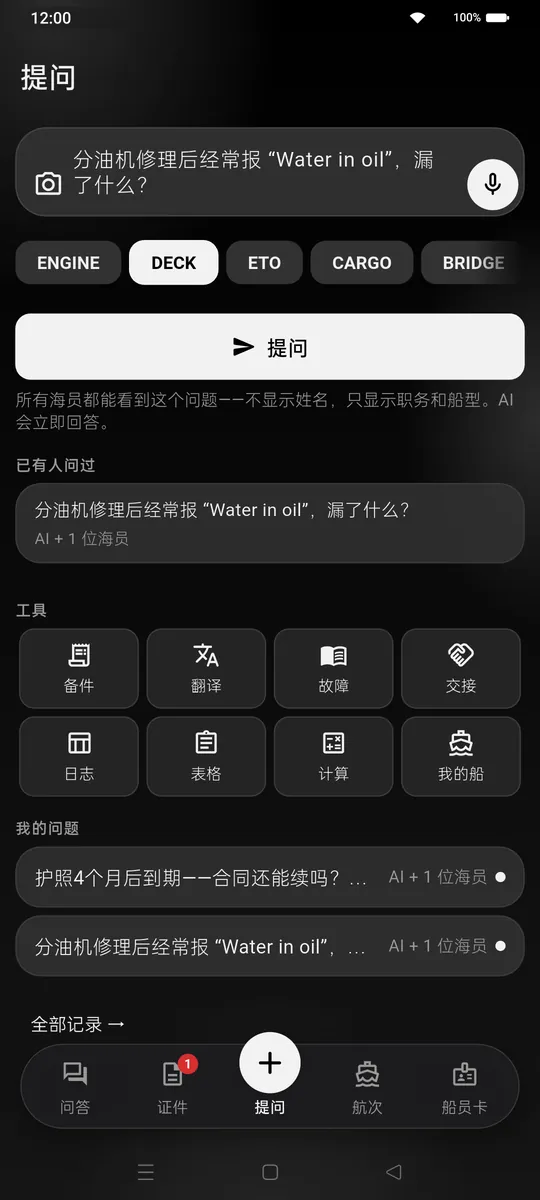 12:00
100%
提问
分油机修理后经常报 “Water in oil”，漏
了什么？
ENGINE
DECK
ETO
CARGO
BRIDGE
提问
所有海员都能看到这个问题——不显示姓名，只显示职务和船型。AI
会立即回答。
已有人问过
分油机修理后经常报 “Water in oil”，漏了什么？
AI + 1 位海员
工具
备件
翻译
故障
交接
日志
表格
计算
我的船
我的问题
护照4个月后到期——合同还能续吗？...
AI + 1 位海员
分油机修理后经常报 “Water in oil”，...
AI + 1 位海员
全部记录 →
1
问答
证件
提问
航次
船员卡